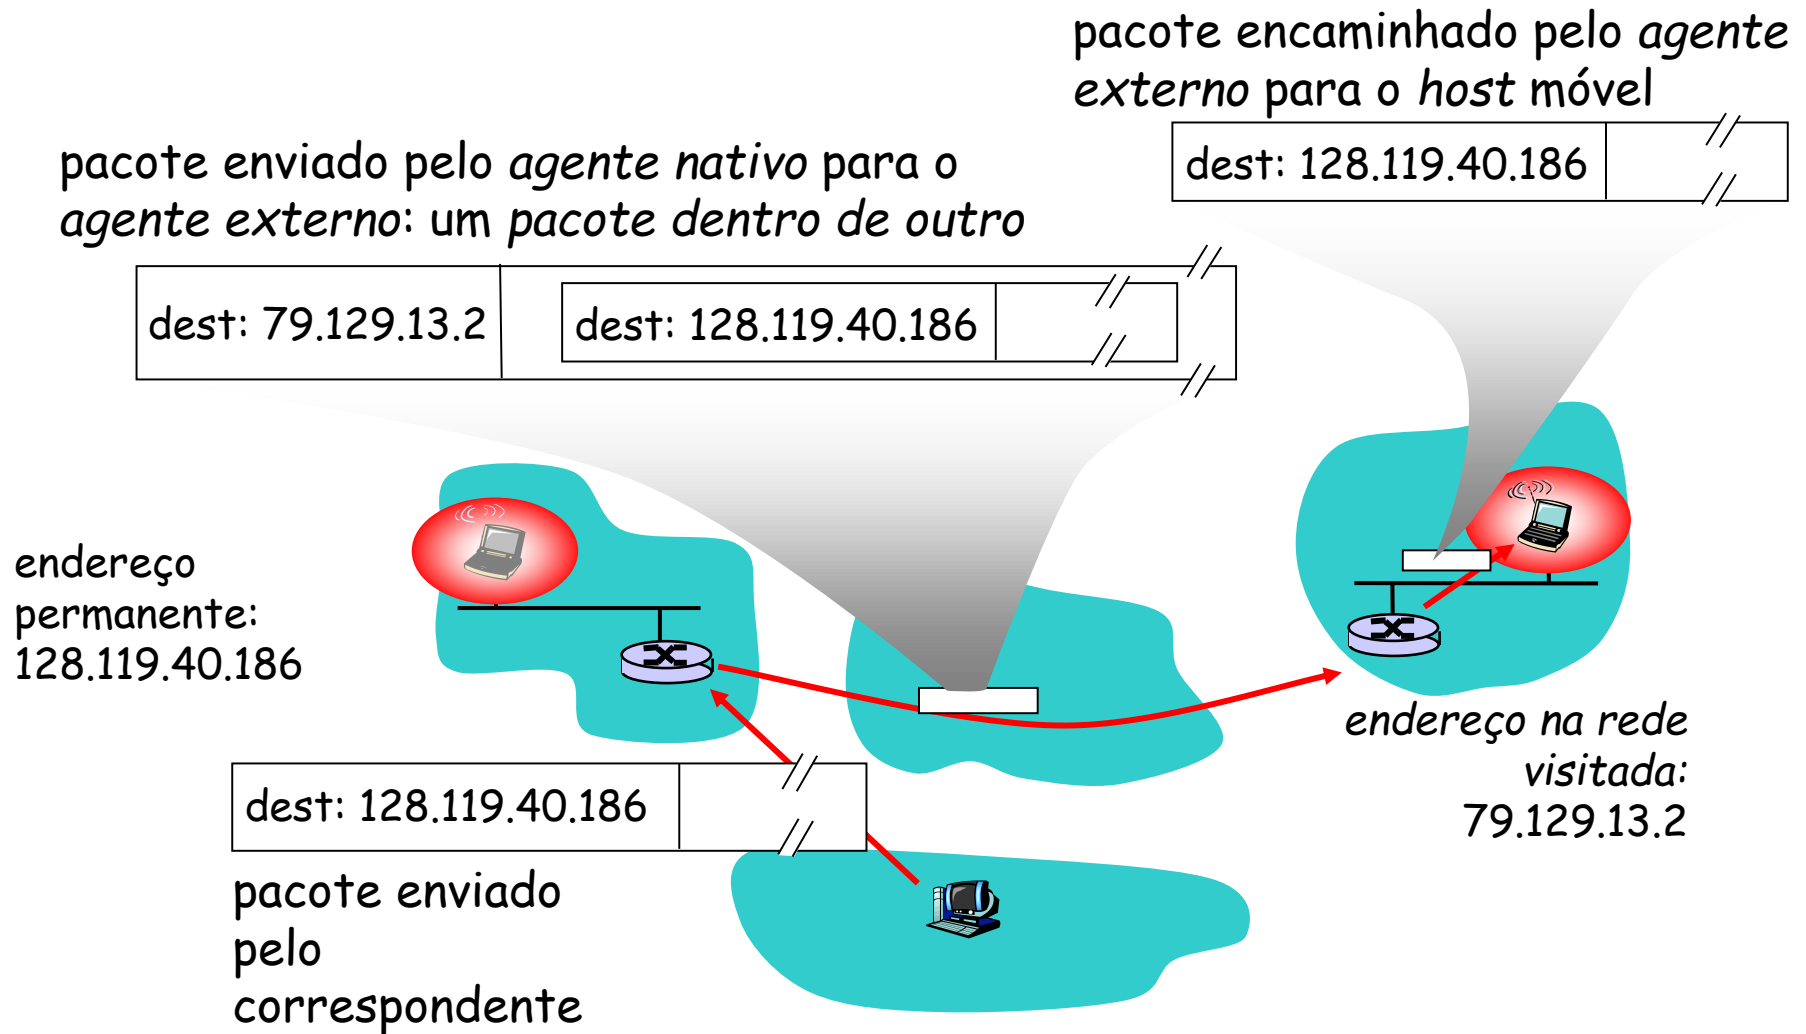 pacote encaminhado pelo agente
externo para o host móvel
dest: 128.119.40.186
pacote enviado pelo agente nativo para o
agente externo: um pacote dentro de outro
dest: 79.129.13.2
dest: 128.119.40.186
endereço
permanente:
128.119.40.186
endereço na rede
visitada:
79.129.13.2
dest: 128.119.40.186
pacote enviado
pelo
correspondente